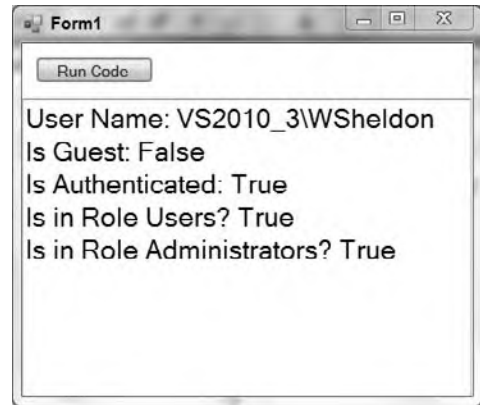 Form1
Run Code
User Name: VS2010_3\WSheldon
Is Guest: False
Is Authenticated: True
Is in Role Users? True
Is in Role Administrators? True